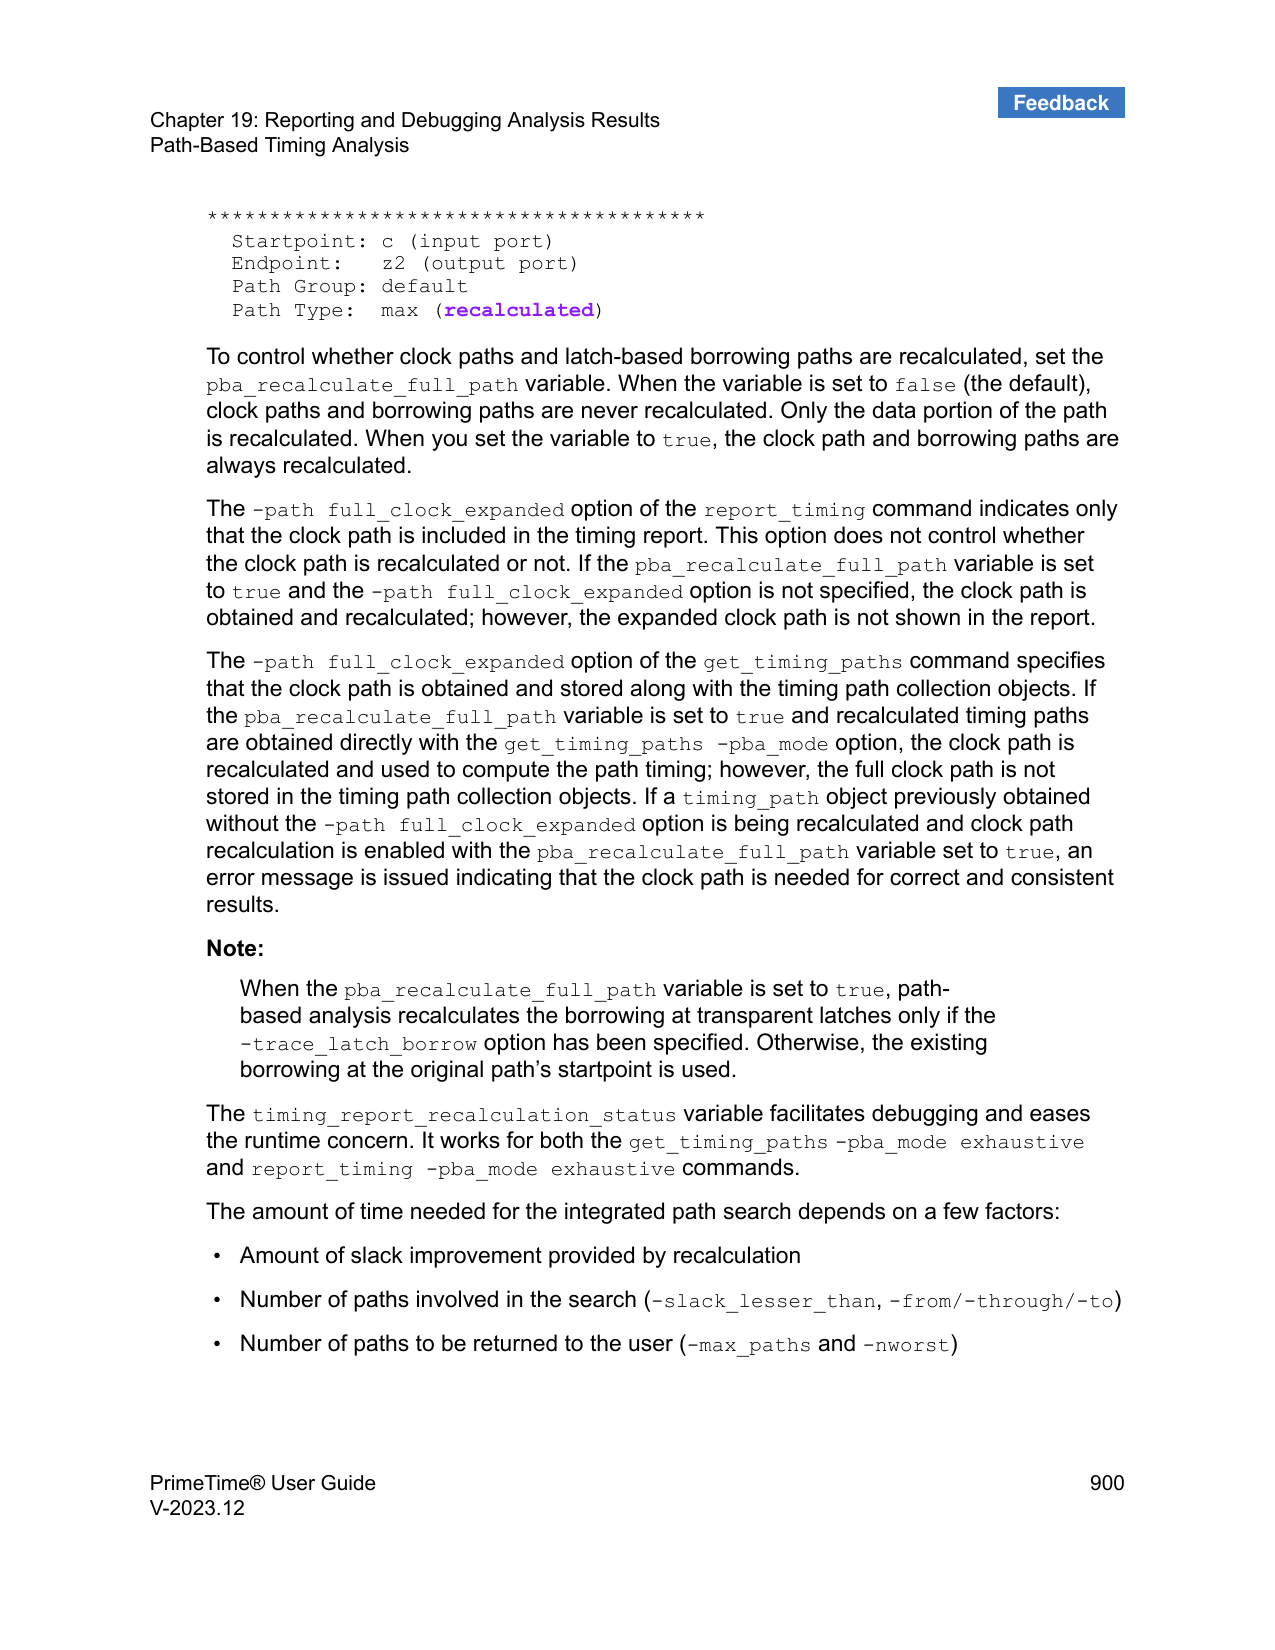 Feedback
Chapter 19: Reporting and Debugging Analysis Results
Path-Based Timing Analysis
****************************************
Startpoint: c (input port)
Endpoint:   z2 (output port)
Path Group: default
Path Type:  max (recalculated)
To control whether clock paths and latch-based borrowing paths are recalculated, set the
pba_recalculate_full_path variable. When the variable is set to false (the default),
clock paths and borrowing paths are never recalculated. Only the data portion of the path
is recalculated. When you set the variable to true, the clock path and borrowing paths are
always recalculated.
The -path full_clock_expanded option of the report_timing command indicates only
that the clock path is included in the timing report. This option does not control whether
the clock path is recalculated or not. If the pba_recalculate_full_path variable is set
to true and the -path full_clock_expanded option is not specified, the clock path is
obtained and recalculated; however, the expanded clock path is not shown in the report.
The -path full_clock_expanded option of the get_timing_paths command specifies
that the clock path is obtained and stored along with the timing path collection objects. If
the pba_recalculate_full_path variable is set to true and recalculated timing paths
are obtained directly with the get_timing_paths -pba_mode option, the clock path is
recalculated and used to compute the path timing; however, the full clock path is not
stored in the timing path collection objects. If a timing_path object previously obtained
without the -path full_clock_expanded option is being recalculated and clock path
recalculation is enabled with the pba_recalculate_full_path variable set to true, an
error message is issued indicating that the clock path is needed for correct and consistent
results.
Note:
When the pba_recalculate_full_path variable is set to true, path-
based analysis recalculates the borrowing at transparent latches only if the
-trace_latch_borrow option has been specified. Otherwise, the existing
borrowing at the original path’s startpoint is used.
The timing_report_recalculation_status variable facilitates debugging and eases
the runtime concern. It works for both the get_timing_paths -pba_mode exhaustive
and report_timing -pba_mode exhaustive commands.
The amount of time needed for the integrated path search depends on a few factors:
• Amount of slack improvement provided by recalculation
• Number of paths involved in the search (-slack_lesser_than, -from/-through/-to)
• Number of paths to be returned to the user (-max_paths and -nworst)
PrimeTime® User Guide
900
V-2023.12